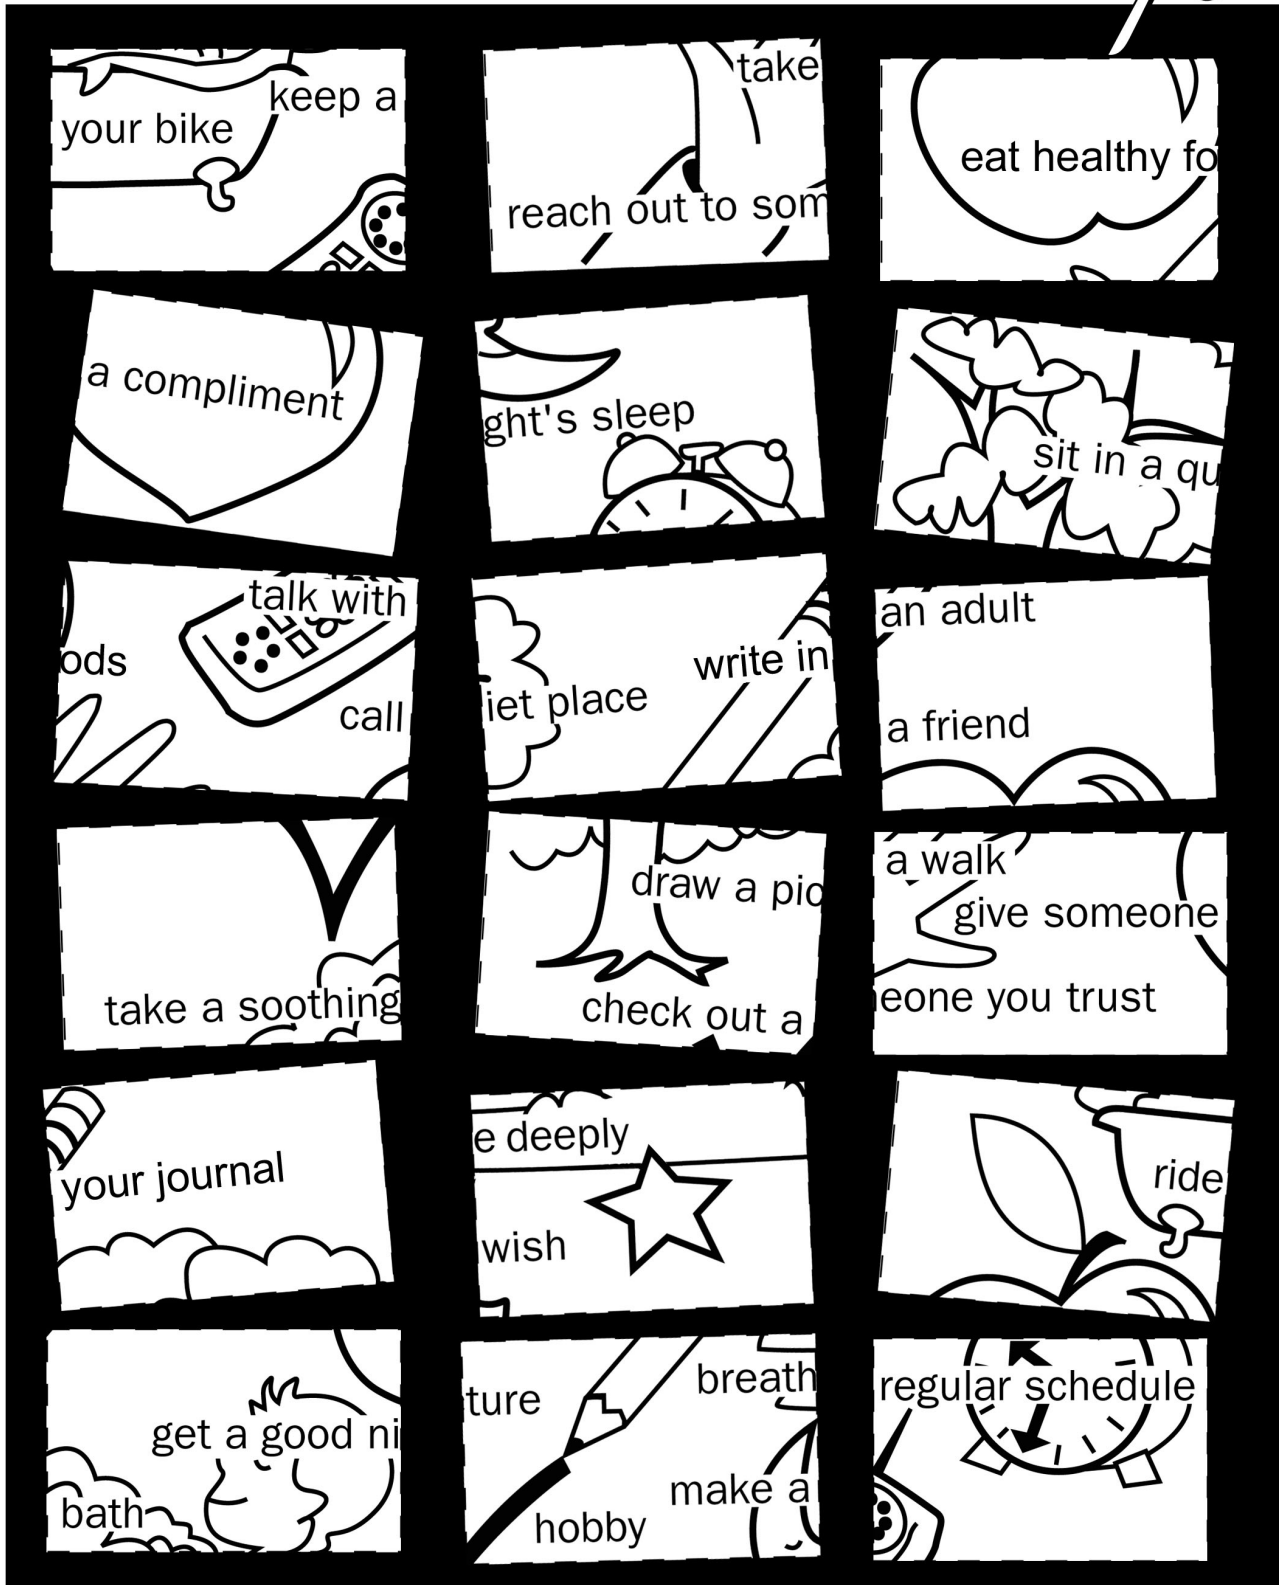 keep a
your bike
take
reach out to som
eat healthy fo
a compliment
ght's sleep
sit in a qu
talk with
ods
call
write in
iet place
an adult
a friend
take a soothing
draw a pic
check out a
a walk
give someone
eone you trust
your journal
e deeply
wish
ride
get a good ni
bath
breath
ture
make a
hobby
regular schedule